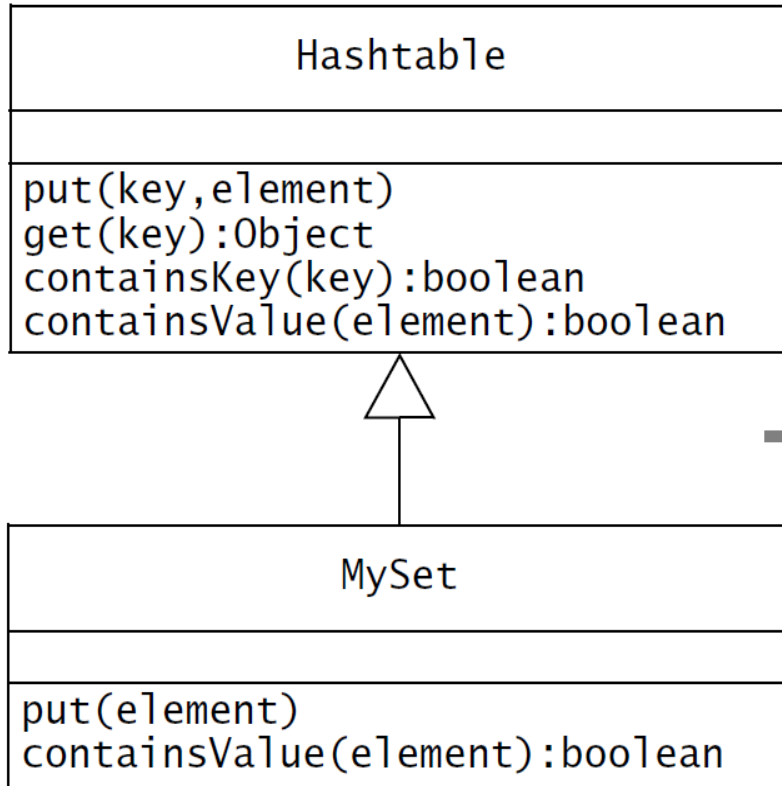 Hashtable
put(key,element)
get(key):Object
containsKey(key):boolean
containsValue(element):boolean
MySet
put(element)
containsValue(element):boolean